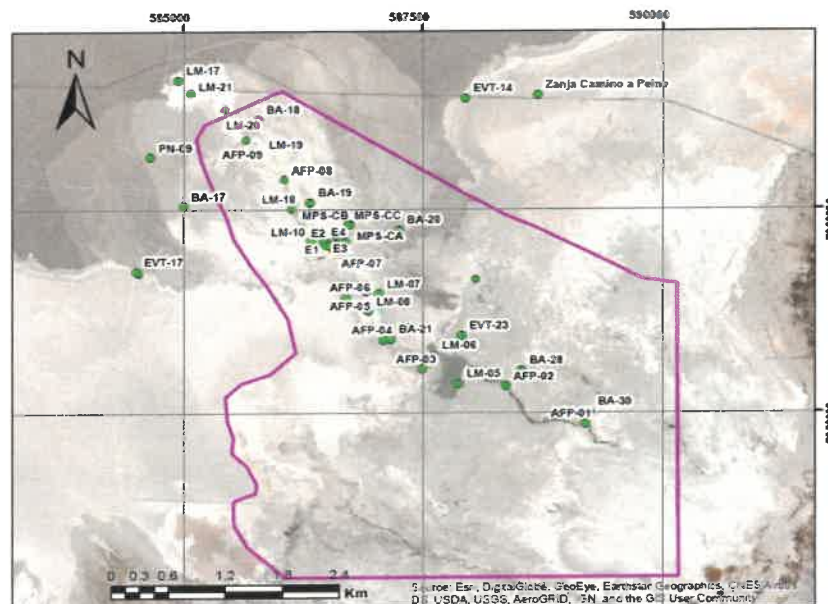 585000 587500 590000
N
LM-17
LM-21
EVT-14
Zanja Camino a Peine
BA-18
LM-20
LM-19
AFP-09
PN-09
AFP-08
BA-17
LM-18
BA-19
MPS-CB
MPS-CC
BA-20
LM-10
E2
E4
MPS-CA
E1
E3
AFP-07
EVT-17
AFP-06
LM-07
AFP-05
LM-08
AFP-04
BA-21
EVT-23
LM-06
AFP-03
BA-28
LM-05
AFP-02
BA-30
AFP-01
0 0.3 0.6 1.2 1.8 2.4
Km
Source: Esri, DigitalGlobe, GeoEye, Earthstar Geographics, CNES/Airbus
DS, USDA, USGS, AeroGRID, IGN, and the GIS User Community